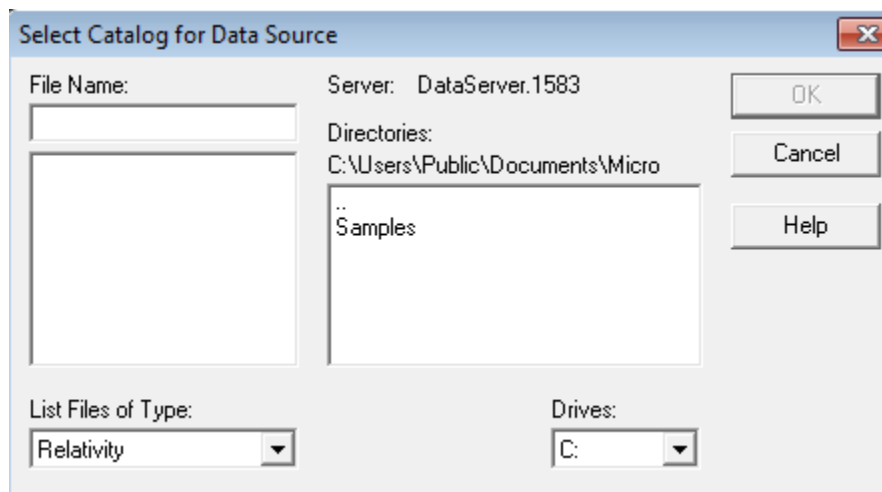 Select Catalog for Data Source
File Name:
Server: DataServer.1583
OK
Directories:
C:\Users\Public\Documents\Micro
Cancel
..
Samples
Help
List Files of Type:
Drives:
Relativity
C: